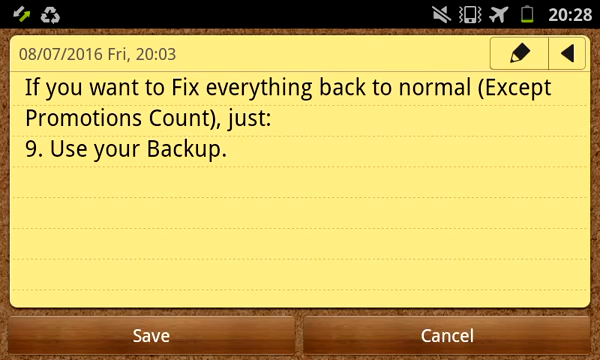 20:28
08/07/2016 Fri, 20:03
If you want to Fix everything back to normal (Except
Promotions Count), just:
9. Use your Backup.
Save
Cancel